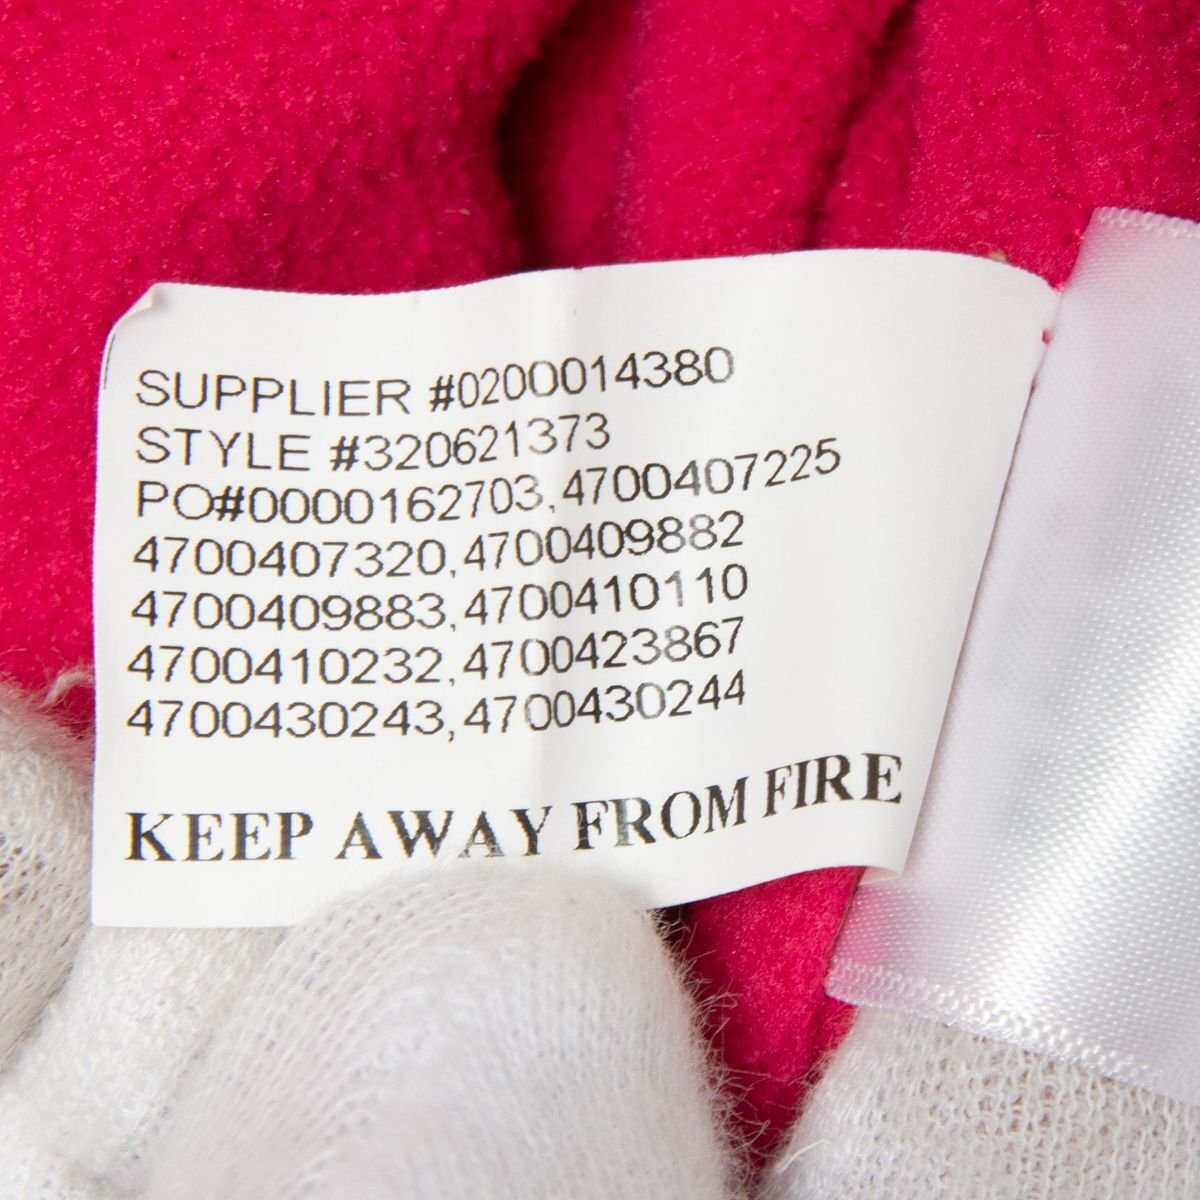 SUPPLIER #0200014380
STYLE #320621373
PO#0000162703,4700407225
4700407320,4700409882
4700409883,4700410110
4700410232,4700423867
4700430243,4700430244
KEEP AWAY FROM FIRE